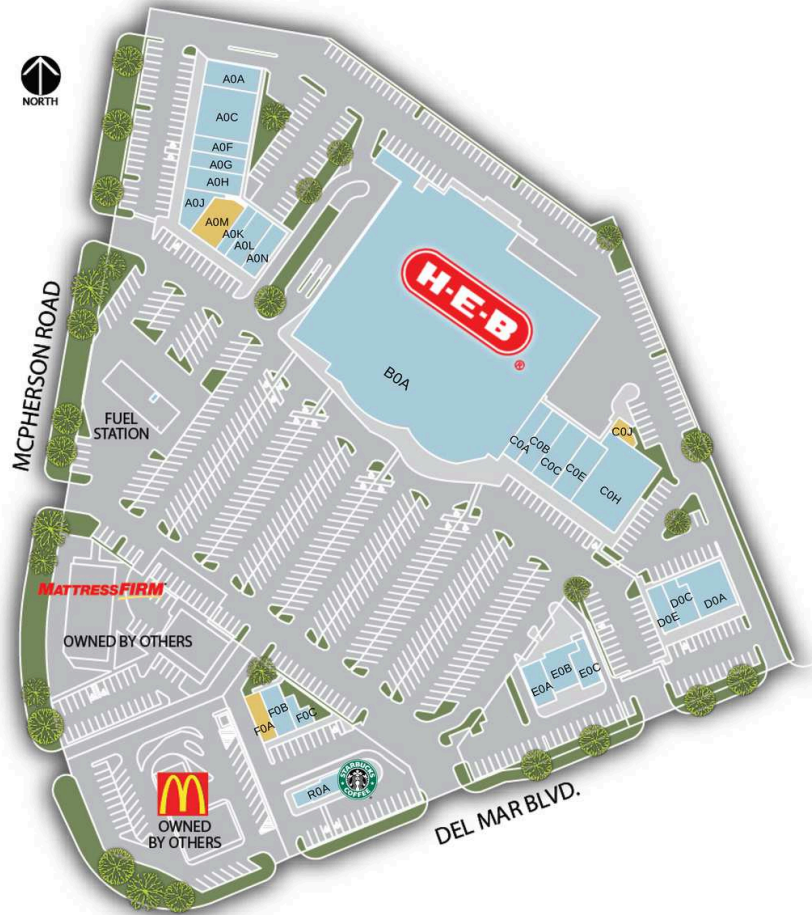 NORTH
A0A
A0C
A0F
A0G
A0H
A0J
A0M
A0K
A0L
A0N
H-E-B
®
B0A
MCPHERSON ROAD
FUEL
STATION
C0A
C0B
C0C
C0E
C0J
C0H
MATTRESSFIRM
OWNED BY OTHERS
D0E
D0C
D0A
E0A
E0B
E0C
F0A
F0B
F0C
R0A
STARBUCKS
COFFEE
OWNED
BY OTHERS
DEL MAR BLVD.